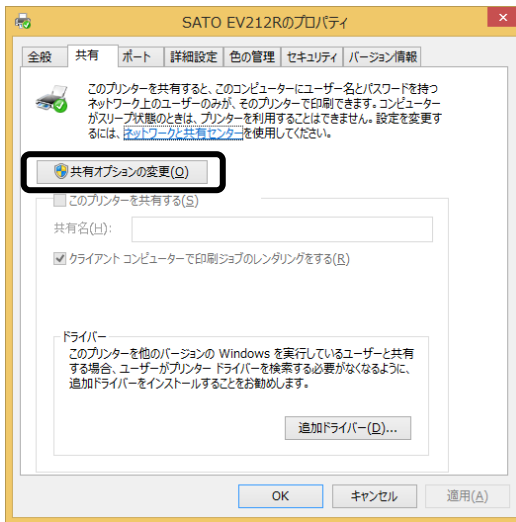 SATO EV212Rのプロパティ
全般 共有 ポート 詳細設定 色の管理 セキュリティ バージョン情報
このプリンターを共有すると、このコンピューターにユーザー名とパスワードを持つ
ネットワーク上のユーザーのみが、そのプリンターで印刷できます。コンピューター
がスリープ状態のときは、プリンターを利用することはできません。設定を変更す
るには、ネットワークと共有センターを使用してください。
共有オプションの変更(O)
このプリンターを共有する(S)
共有名(H):
クライアント コンピューターで印刷ジョブのレンダリングをする(R)
ドライバー
このプリンターを他のバージョンの Windows を実行しているユーザーと共有
する場合、ユーザーがプリンター ドライバーを検索する必要がなくなるように、
追加ドライバーをインストールすることをお勧めします。
追加ドライバー(D)...
OK キャンセル 適用(A)